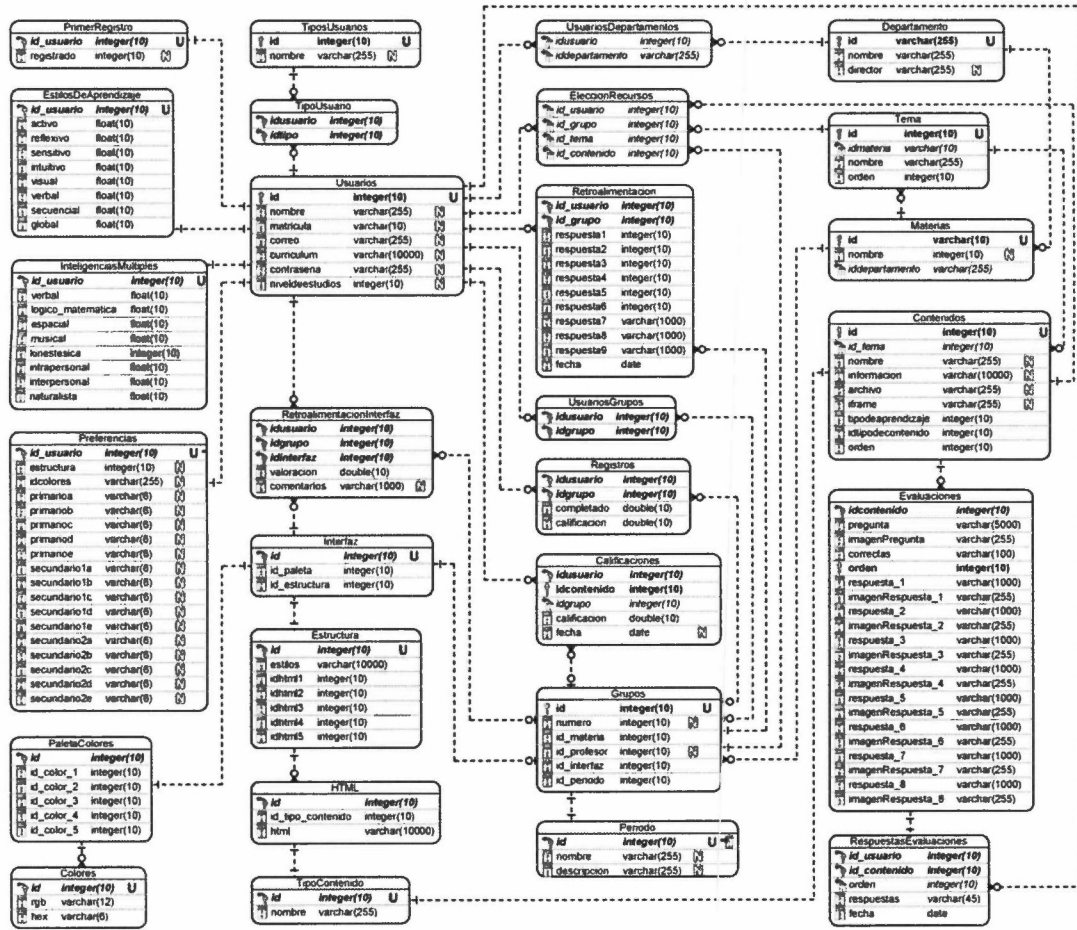 PrimerRegistro
id_usuario integer(10) U
registrado integer(10) N
EstilosDeAprendizaje
id_usuario integer(10) U
activo float(10)
reflexivo float(10)
sensitivo float(10)
intuitivo float(10)
visual float(10)
verbal float(10)
secuencial float(10)
global float(10)
InteligenciasMultiples
id_usuario integer(10) U
verbal float(10)
logico_matematica float(10)
espacial float(10)
musical float(10)
kinestesica integer(10)
intrapersonal float(10)
interpersonal float(10)
naturalista float(10)
Preferencias
id_usuario integer(10) U
estructura integer(10) N
idcolores varchar(255) N
primarioa varchar(6) N
primariob varchar(6) N
primarioc varchar(6) N
primariod varchar(6) N
primarioe varchar(6) N
secundario1a varchar(6) N
secundario1b varchar(6) N
secundario1c varchar(6) N
secundario1d varchar(6) N
secundario1e varchar(6) N
secundario2a varchar(6) N
secundario2b varchar(6) N
secundario2c varchar(6) N
secundario2d varchar(6) N
secundario2e varchar(6) N
PaletaColores
id integer(10)
id_color_1 integer(10)
id_color_2 integer(10)
id_color_3 integer(10)
id_color_4 integer(10)
id_color_5 integer(10)
Colores
id integer(10) U
rgb varchar(12)
hex varchar(6)
TiposUsuarios
id integer(10) U
nombre varchar(255) N
TipoUsuario
idusuario integer(10)
idtipo integer(10)
Usuarios
id integer(10) U
nombre varchar(255) N
matricula varchar(10) N
correo varchar(255) N
curriculum varchar(10000) N
contrasena varchar(255) N
niveldeestudios integer(10) N
RetroalimentacionInterfaz
idusuario integer(10)
idgrupo integer(10)
idinterfaz integer(10)
valoracion double(10)
comentarios varchar(1000) N
Interfaz
id integer(10) U
id_paleta integer(10)
id_estructura integer(10)
Estructura
id integer(10) U
estilos varchar(10000)
idhtml1 integer(10)
idhtml2 integer(10)
idhtml3 integer(10)
idhtml4 integer(10)
idhtml5 integer(10)
HTML
id integer(10)
id_tipo_contenido integer(10)
html varchar(10000)
TipoContenido
id integer(10) U
nombre varchar(255)
UsuariosDepartamentos
idusuario integer(10)
iddepartamento varchar(255)
EleccionRecursos
id_usuario integer(10)
id_grupo integer(10)
id_tema integer(10)
id_contenido integer(10)
Retroalimentacion
id_usuario integer(10)
id_grupo integer(10)
respuesta1 integer(10)
respuesta2 integer(10)
respuesta3 integer(10)
respuesta4 integer(10)
respuesta5 integer(10)
respuesta6 integer(10)
respuesta7 varchar(1000)
respuesta8 varchar(1000)
respuesta9 varchar(1000)
fecha date
UsuariosGrupos
idusuario integer(10)
idgrupo integer(10)
Registros
idusuario integer(10)
idgrupo integer(10)
completado double(10)
calificacion double(10)
Calificaciones
idusuario integer(10)
idcontenido integer(10)
idgrupo integer(10)
calificacion double(10)
fecha date N
Grupos
id integer(10) U
numero integer(10) N
id_materia integer(10)
id_profesor integer(10) N
id_interfaz integer(10)
id_periodo integer(10)
Periodo
id integer(10) U
nombre varchar(255) N
descripcion varchar(255) N
Departamento
id varchar(255) U
nombre varchar(255)
director varchar(255) N
Tema
id integer(10) U
idmateria varchar(10)
nombre varchar(255)
orden integer(10)
Materias
id varchar(10) U
nombre integer(10) N
iddepartamento varchar(255)
Contenidos
id integer(10) U
id_tema integer(10)
nombre varchar(255) N
informacion varchar(10000) N
archivo varchar(255) N
iframe varchar(255) N
tipodeaprendizaje integer(10)
idtipodecontenido integer(10)
orden integer(10)
Evaluaciones
idcontenido integer(10)
pregunta varchar(5000)
imagenPregunta varchar(255)
correctas varchar(100)
orden integer(10)
respuesta_1 varchar(1000)
imagenRespuesta_1 varchar(255)
respuesta_2 varchar(1000)
imagenRespuesta_2 varchar(255)
respuesta_3 varchar(1000)
imagenRespuesta_3 varchar(255)
respuesta_4 varchar(1000)
imagenRespuesta_4 varchar(255)
respuesta_5 varchar(1000)
imagenRespuesta_5 varchar(255)
respuesta_6 varchar(1000)
imagenRespuesta_6 varchar(255)
respuesta_7 varchar(1000)
imagenRespuesta_7 varchar(255)
respuesta_8 varchar(1000)
imagenRespuesta_8 varchar(255)
RespuestasEvaluaciones
id_usuario integer(10)
id_contenido integer(10)
orden integer(10)
respuestas varchar(45)
fecha date